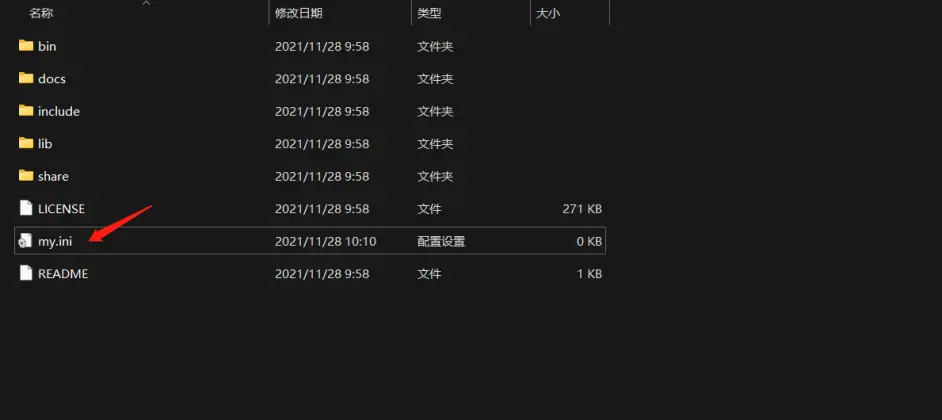 名称 修改日期 类型 大小
bin 2021/11/28 9:58 文件夹
docs 2021/11/28 9:58 文件夹
include 2021/11/28 9:58 文件夹
lib 2021/11/28 9:58 文件夹
share 2021/11/28 9:58 文件夹
LICENSE 2021/11/28 9:58 文件 271 KB
my.ini 2021/11/28 10:10 配置设置 0 KB
README 2021/11/28 9:58 文件 1 KB